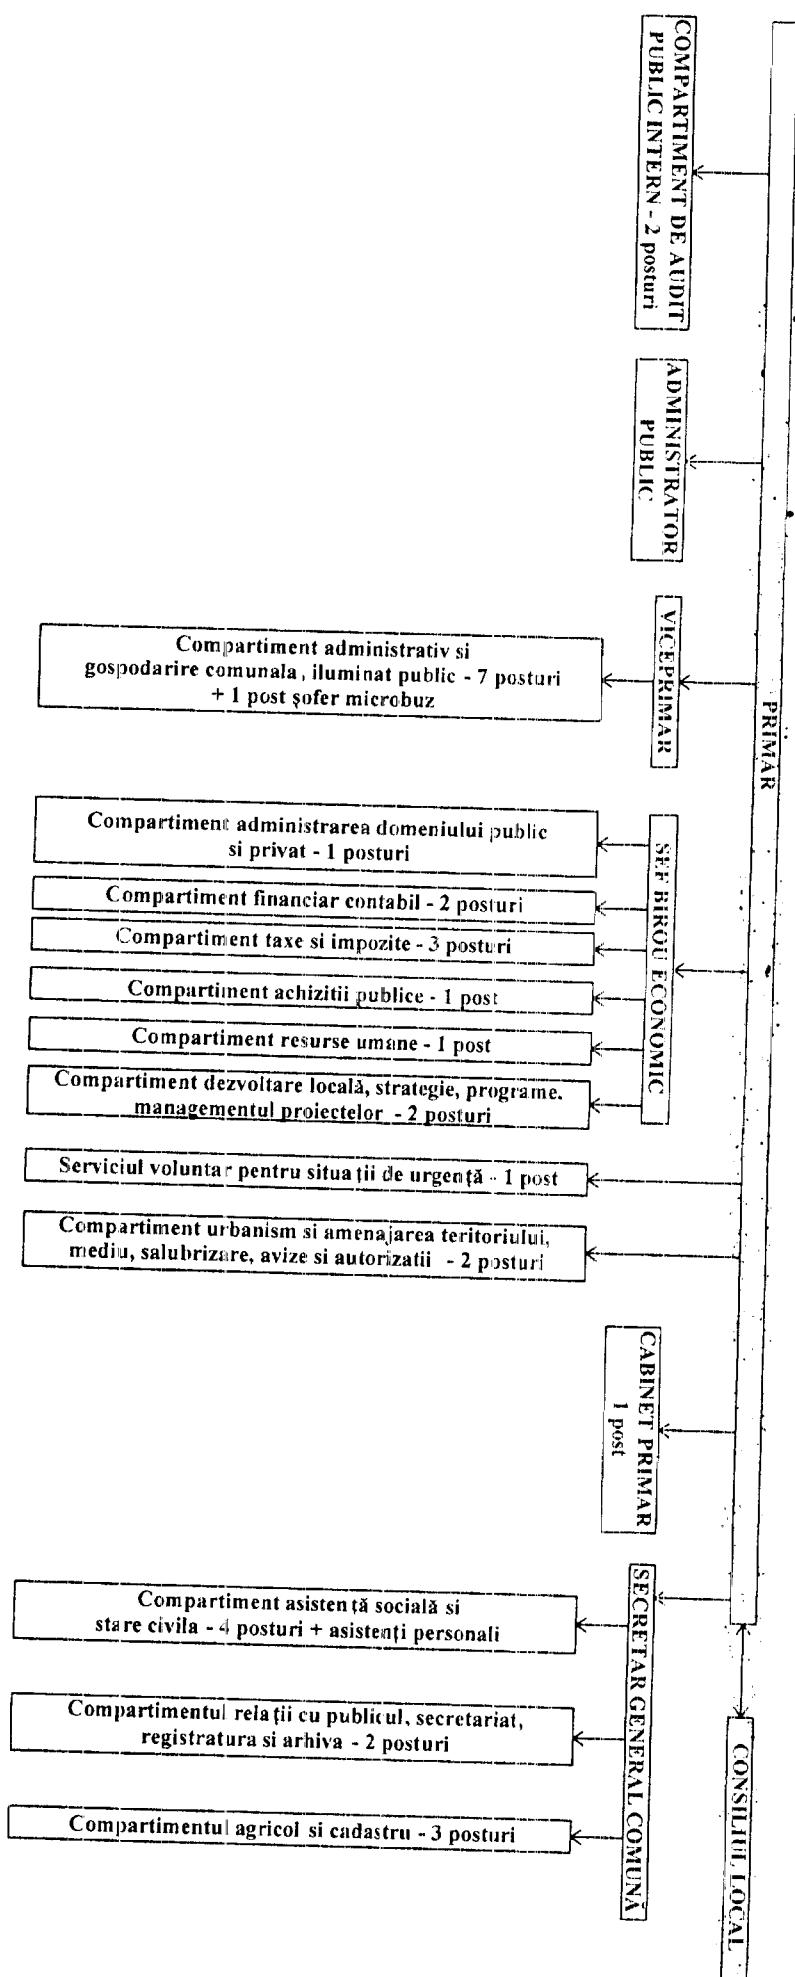 COMPARTIMENT DE AUDIT
PUBLIC INTERN - 2 posturi
ADMINISTRATOR
PUBLIC
VICEPRIMAR
Compartiment administrativ si
gospodarire comunala, iluminat public - 7 posturi
+ 1 post șofer microbuz
PRIMAR
Compartiment administrarea domeniului public
si privat - 1 posturi
Compartiment financiar contabil - 2 posturi
Compartiment taxe si impozite - 3 posturi
Compartiment achizitii publice - 1 post
Compartiment resurse umane - 1 post
Compartiment dezvoltare locală, strategie, programe.
managementul proiectelor - 2 posturi
SEF BIROU ECONOMIC
Serviciul voluntar pentru situații de urgență - 1 post
Compartiment urbanism si amenajarea teritoriului,
mediu, salubrizare, avize si autorizatii - 2 posturi
CABINET PRIMAR
1 post
SECRETAR GENERAL COMUNĂ
Compartiment asistență socială si
stare civila - 4 posturi + asistenți personali
Compartimentul relații cu publicul, secretariat,
registratura si arhiva - 2 posturi
Compartimentul agricol si cadastru - 3 posturi
CONSILIUL LOCAL